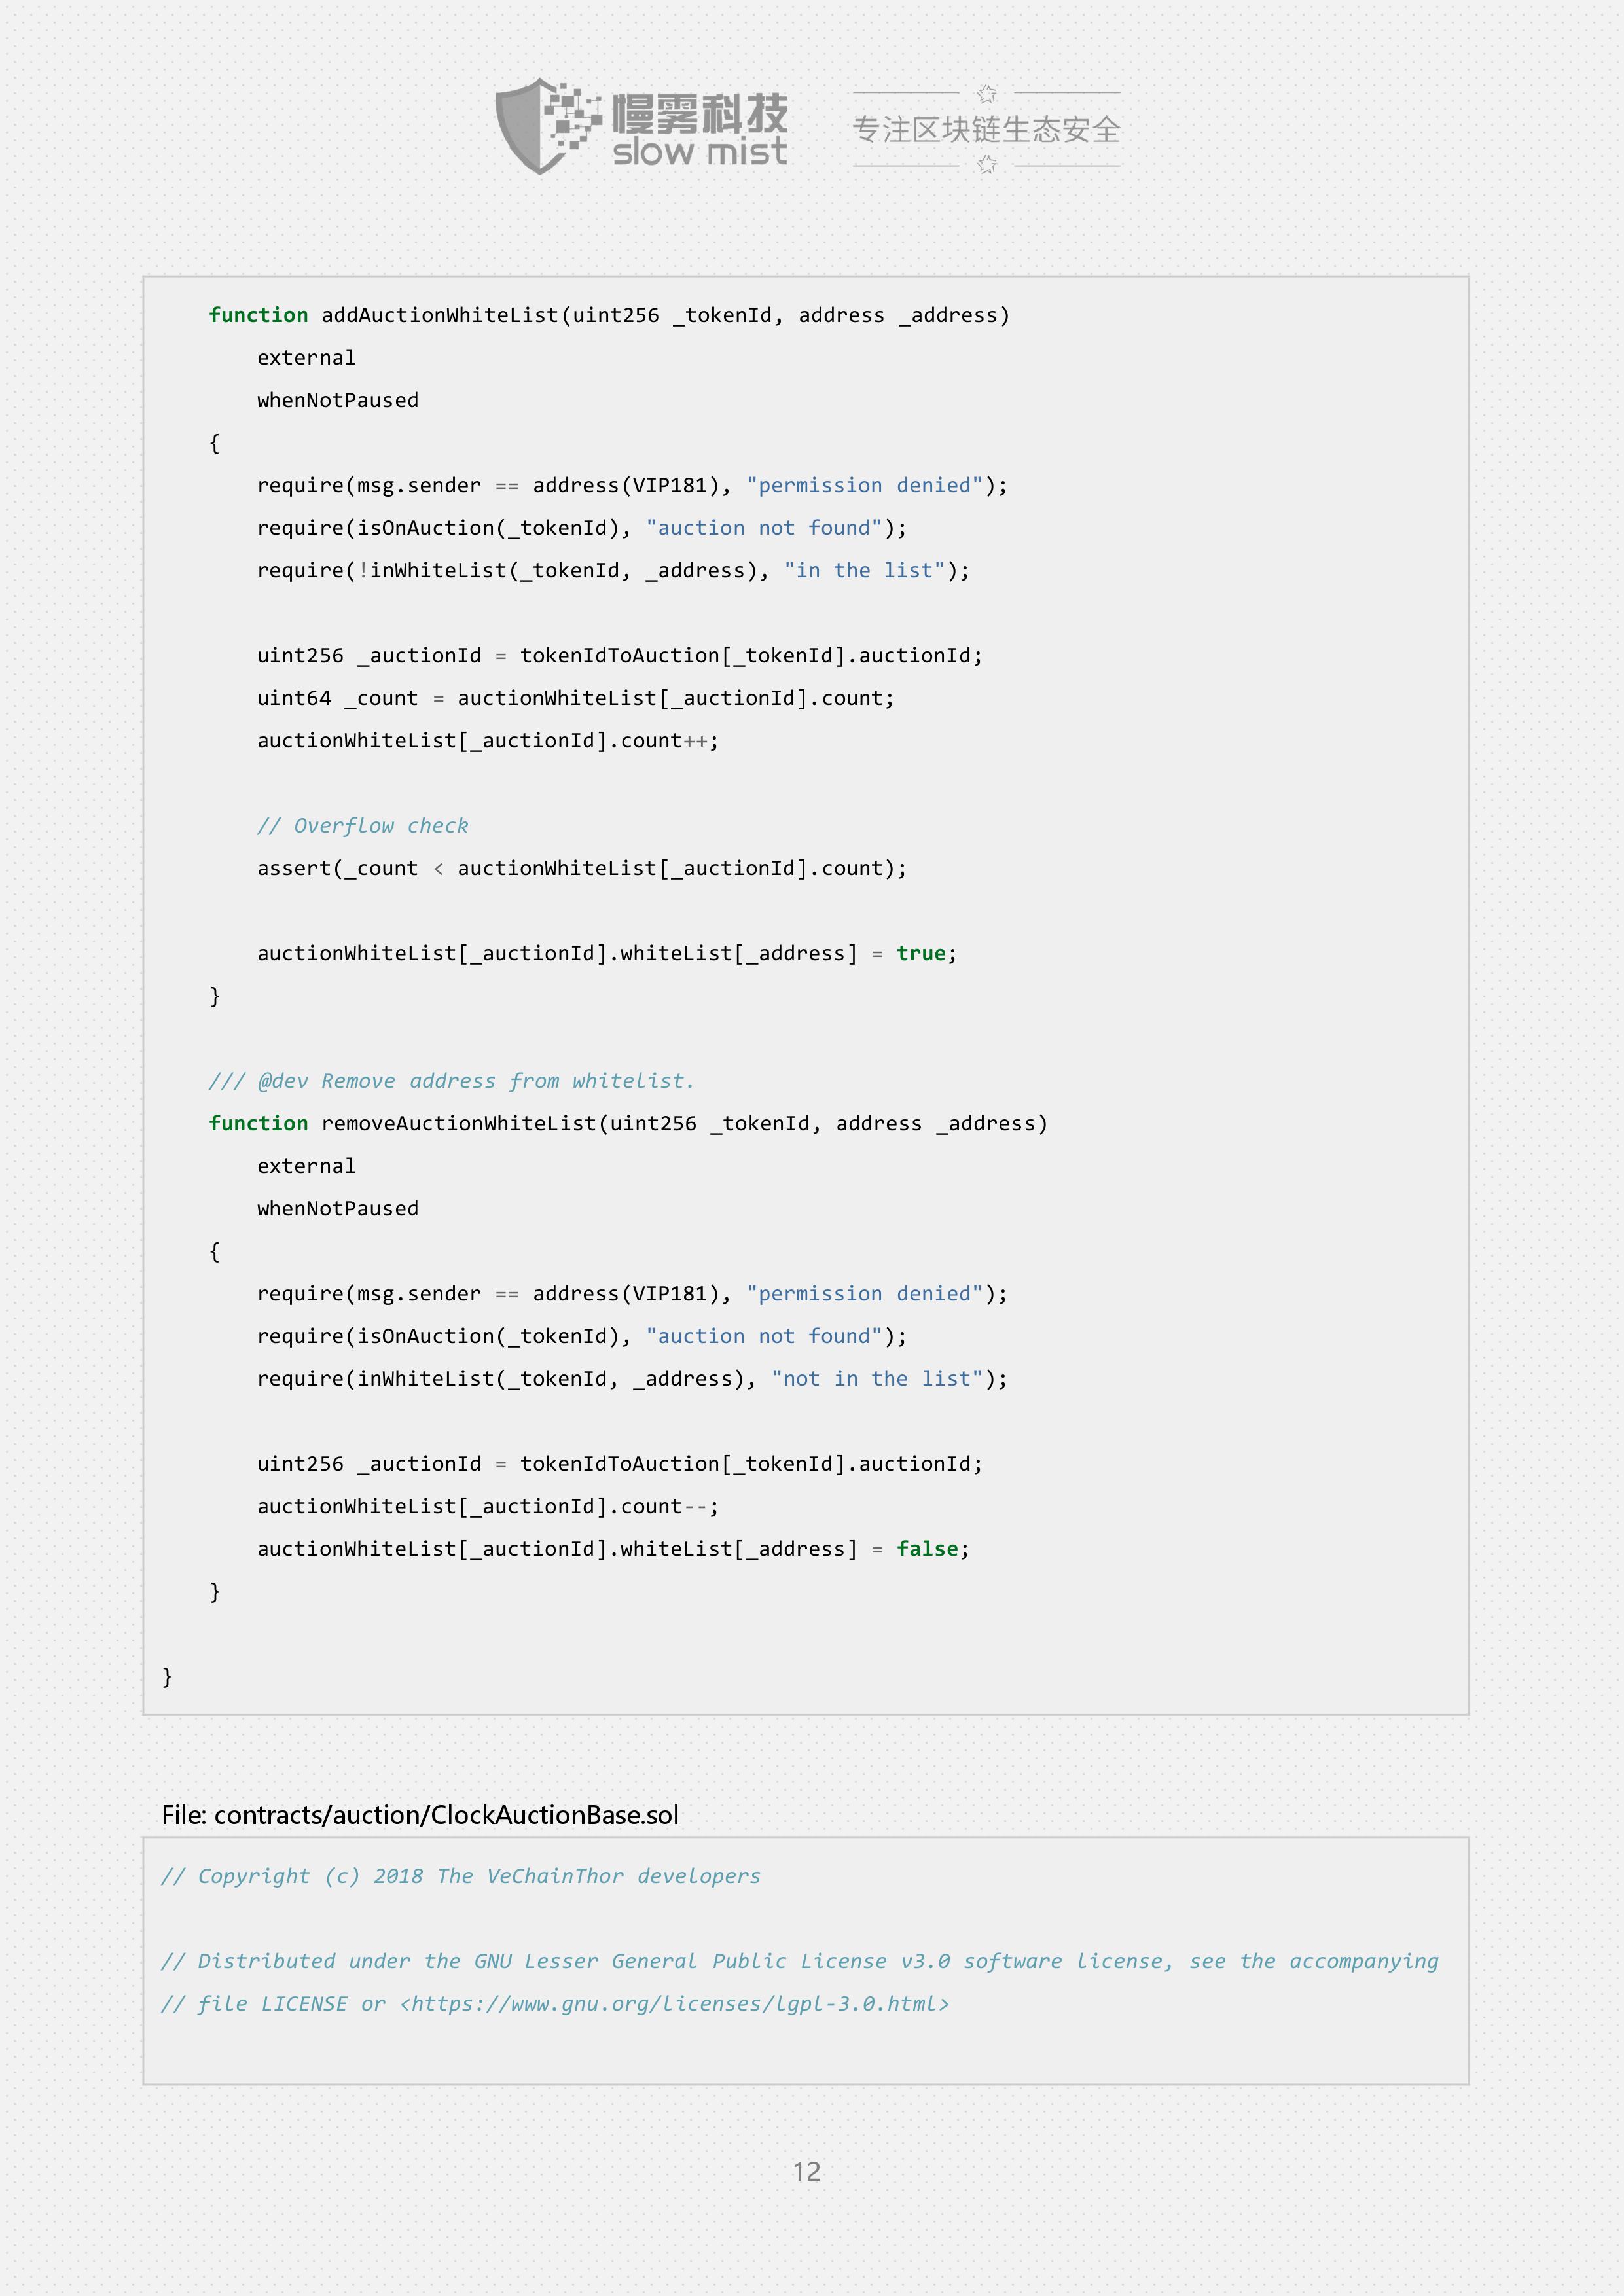 慢雾科技
slow mist
专注区块链生态安全
function addAuctionWhiteList(uint256 _tokenId, address _address)
external
whenNotPaused
{
require(msg.sender == address(VIP181), "permission denied");
require(isOnAuction(_tokenId), "auction not found");
require(!inWhiteList(_tokenId, _address), "in the list");
uint256 _auctionId = tokenIdToAuction[_tokenId].auctionId;
uint64 _count = auctionWhiteList[_auctionId].count;
auctionWhiteList[_auctionId].count++;
// Overflow check
assert(_count < auctionWhiteList[_auctionId].count);
auctionWhiteList[_auctionId].whiteList[_address] = true;
}
/// @dev Remove address from whitelist.
function removeAuctionWhiteList(uint256 _tokenId, address _address)
external
whenNotPaused
{
require(msg.sender == address(VIP181), "permission denied");
require(isOnAuction(_tokenId), "auction not found");
require(inWhiteList(_tokenId, _address), "not in the list");
uint256 _auctionId = tokenIdToAuction[_tokenId].auctionId;
auctionWhiteList[_auctionId].count--;
auctionWhiteList[_auctionId].whiteList[_address] = false;
}
}
File: contracts/auction/ClockAuctionBase.sol
// Copyright (c) 2018 The VeChainThor developers
// Distributed under the GNU Lesser General Public License v3.0 software license, see the accompanying
// file LICENSE or <https://www.gnu.org/licenses/lgpl-3.0.html>
12